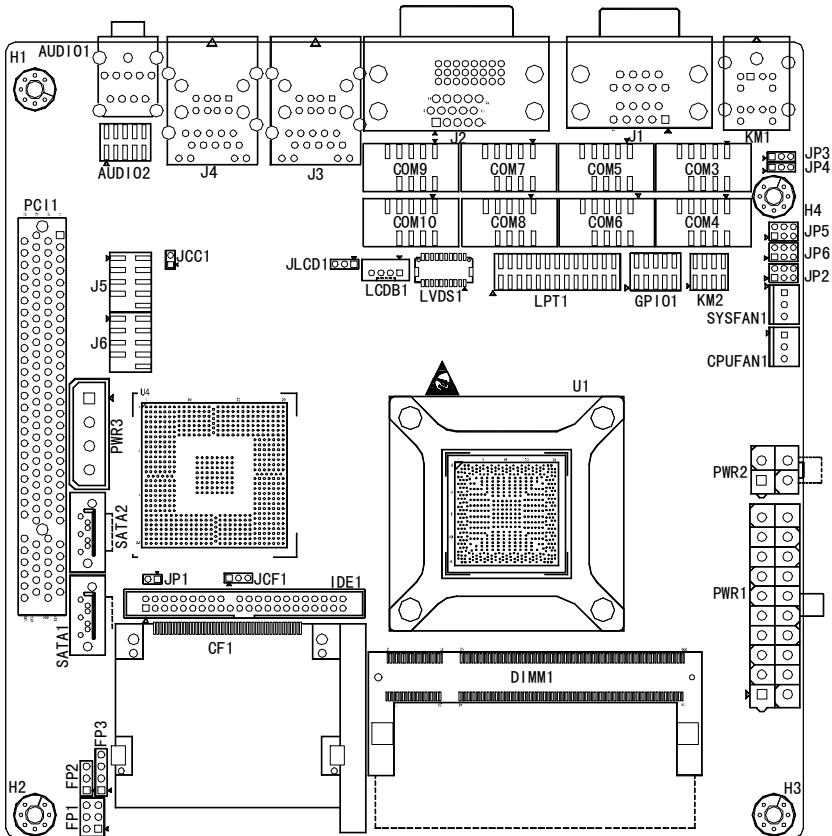 AUDIO1
H1
J4
J3
J2
J1
KM1
AUDIO2
JP3
JP4
COM9
COM7
COM5
COM3
H4
PCI1
COM10
COM8
COM6
COM4
JP5
JP6
JP2
JCC1
JLCD1
LCDB1
LVDS1
LPT1
GPIO1
KM2
J5
J6
SYSFAN1
CPUFAN1
U4
U1
PWR3
PWR2
SATA2
JP1
JCF1
IDE1
PWR1
SATA1
CF1
DIMM1
FP3
FP2
H2
FP1
H3